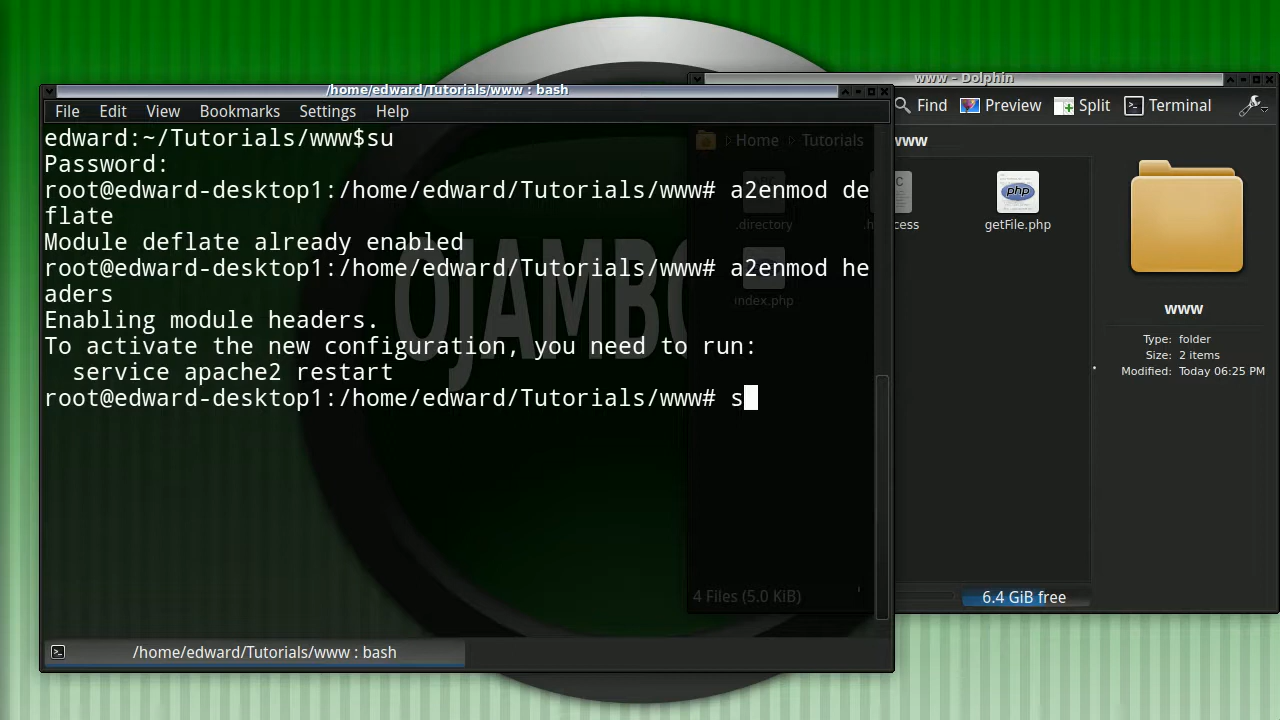 /home/edward/Tutorials/www : bash
File Edit View Bookmarks Settings Help
edward:~/Tutorials/www$su
Password:
root@edward-desktop1:/home/edward/Tutorials/www# a2enmod de
flate
Module deflate already enabled
root@edward-desktop1:/home/edward/Tutorials/www# a2enmod he
aders
Enabling module headers.
To activate the new configuration, you need to run:
service apache2 restart
root@edward-desktop1:/home/edward/Tutorials/www# s
/home/edward/Tutorials/www : bash
www – Dolphin
Find Preview Split Terminal
Home Tutorials www
.directory
getFile.php
index.php
www
Type: folder
Size: 2 items
Modified: Today 06:25 PM
4 Files (5.0 KiB)
6.4 GiB free